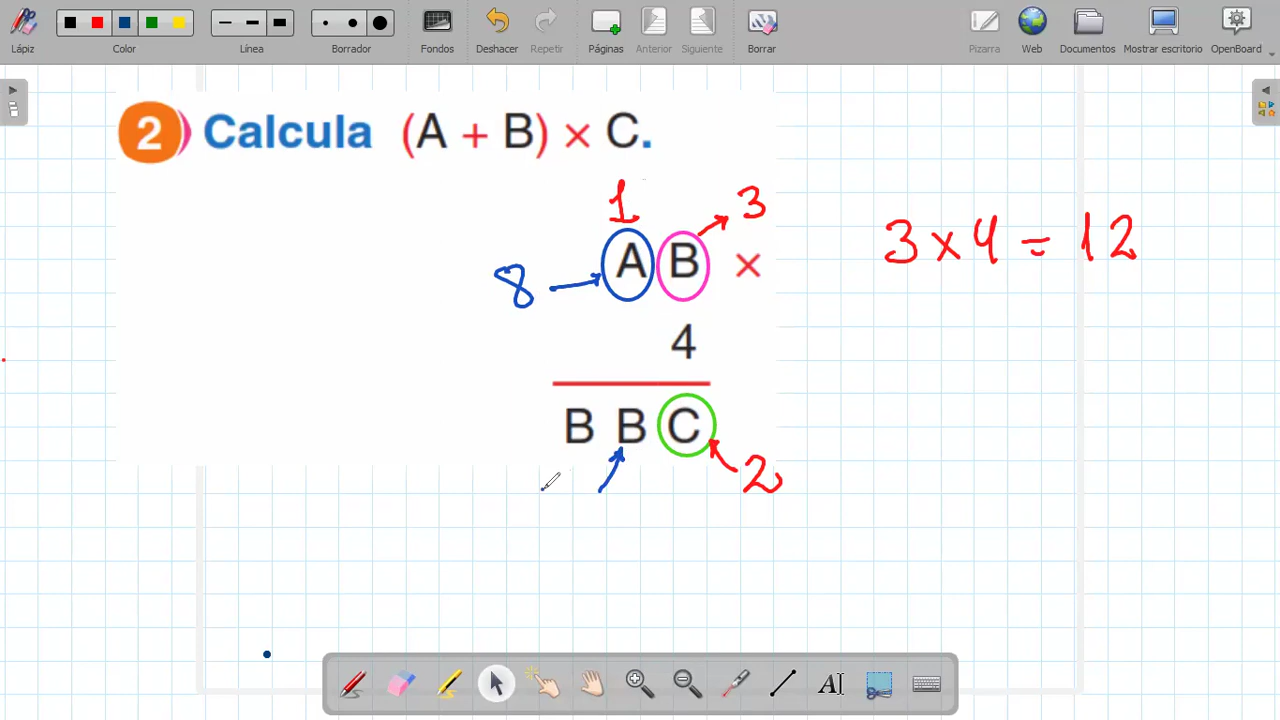 Lápiz Color Línea Borrador Fondos Deshacer Repetir Páginas Anterior Siguiente Borrar Pizarra Web Documentos Mostrar escritorio OpenBoard
2) Calcula (A + B) × C.
1 3
8 A B ×
3 x 4 = 12
4
B B C
2